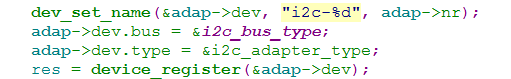 dev_set_name(&adap->dev, "i2c-%d", adap->nr);
adap->dev.bus = &i2c_bus_type;
adap->dev.type = &i2c_adapter_type;
res = device_register(&adap->dev);